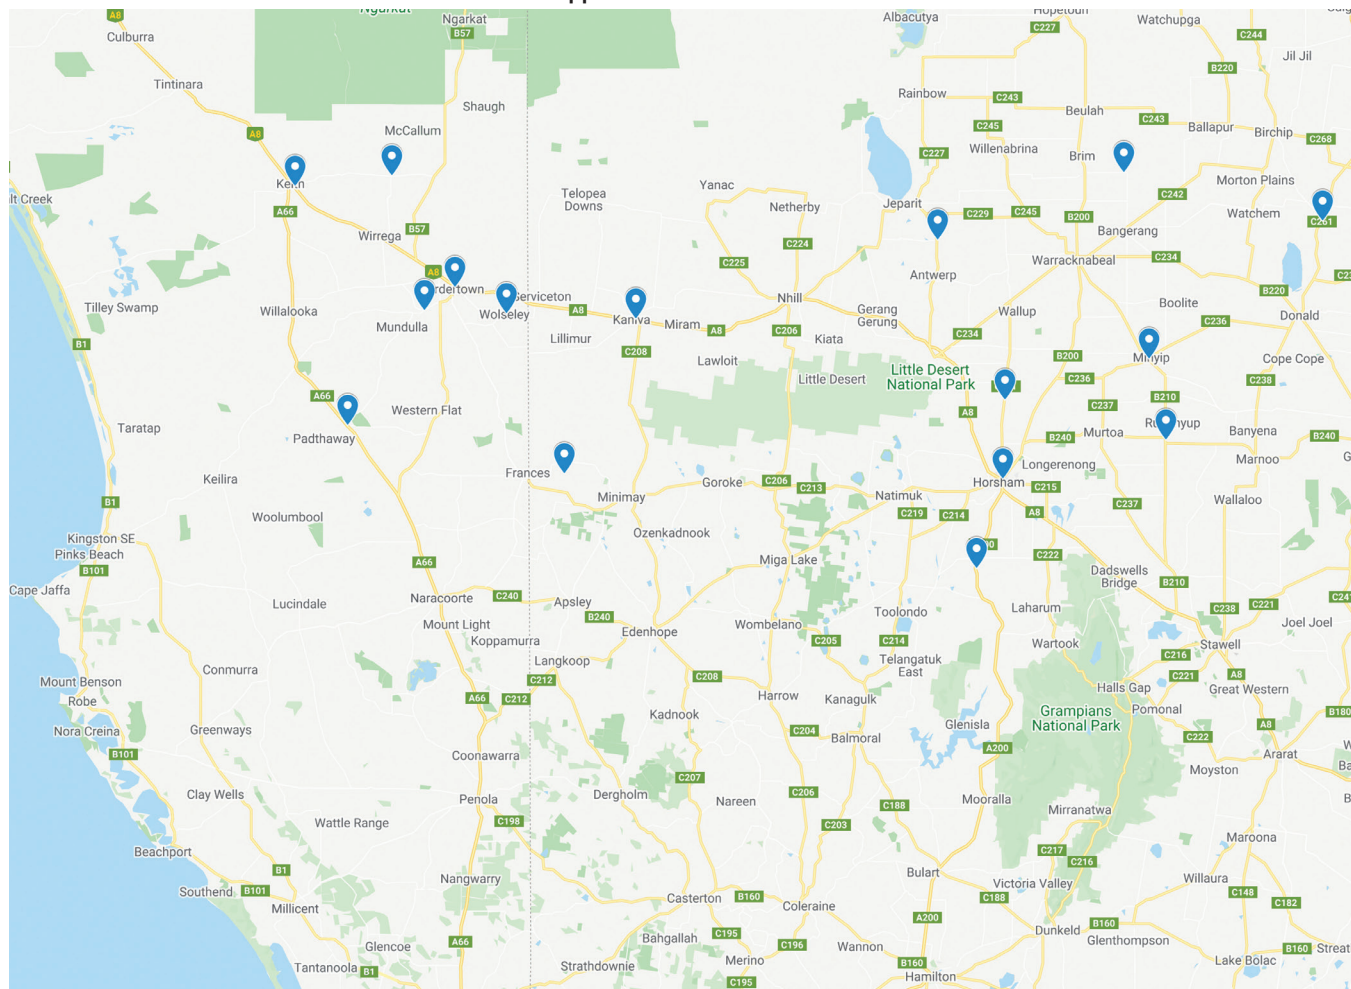 Ngarkat
Ngarkat
B57
A8
Culburra
Tintinara
Shaugh
McCallum
A8
Keith
A66
B57
Wirrega
A8
Wolseley
Serviceton
A8
Kaniva
Miram
A8
Mundulla
Willalooka
Tilley Swamp
B1
Lillimur
C208
Lawloit
Telopea
Downs
Yanac
Netherby
C224
C225
Nhill
C206
Kiata
Little Desert
Gerang
Gerung
Little Desert
National Park
Albacutya
Hopetoun
C227
Watchupga
C244
B220
Jil Jil
Rainbow
C243
C245
Beulah
C243
Ballapur
Birchip
C268
C227
Willenabrina
Brim
Morton Plains
C242
Jeparit
C229
C245
B200
Bangerang
Watchem
C261
Antwerp
Warracknabeal
C234
B220
Boolite
Donald
Wallup
C234
C236
B200
Minyip
Cope Cope
C236
C238
B210
C237
A8
Murtoa
Rupanyup
Banyena
B240
B240
Longerenong
Marnoo
Horsham
C215
A8
C237
Wallaloo
A66
Western Flat
Padthaway
Taratap
Keilira
Frances
Minimay
Goroke
C206
C213
Natimuk
C219
C214
B1
Woolumbool
Kingston SE
Pinks Beach
B101
Cape Jaffa
Ozenkadnook
Miga Lake
C222
Dadswells
Bridge
B210
A66
Naracoorte
C240
Apsley
B240
Lucindale
Mount Light
Koppamurra
Edenhope
Wombelano
C205
Toolondo
C214
Laharum
C238
C221
Joel Joel
Langkoop
C212
Telangatuk
East
Wartook
Stawell
C216
C221
A8
Great Western
Conmurra
Mount Benson
Robe
Nora Creina
A66
C212
C208
Harrow
Kanagulk
Halls Gap
Pomonal
B180
Greenways
B101
Kadnook
C204
Balmoral
Glenisla
Grampians
National Park
C222
A8
Ararat
Coonawarra
C207
A200
Moyston
Clay Wells
Penola
Dergholm
Nareen
C206
C188
Mooralla
Mirranatwa
C198
C203
Wattle Range
Beachport
Maroona
C217
C216
B1
Nangwarry
Bulart
Victoria Valley
Willaura
C148
Southend
B101
Millicent
Casterton
B160
Coleraine
C188
C182
A200
B160
Dunkeld
Glencoe
A66
Bahgallah
C195
C196
Wannon
Glenthompson
B160
Tantanoola
B1
Strathdownie
Merino
C195
B160
Hamilton
Lake Bolac